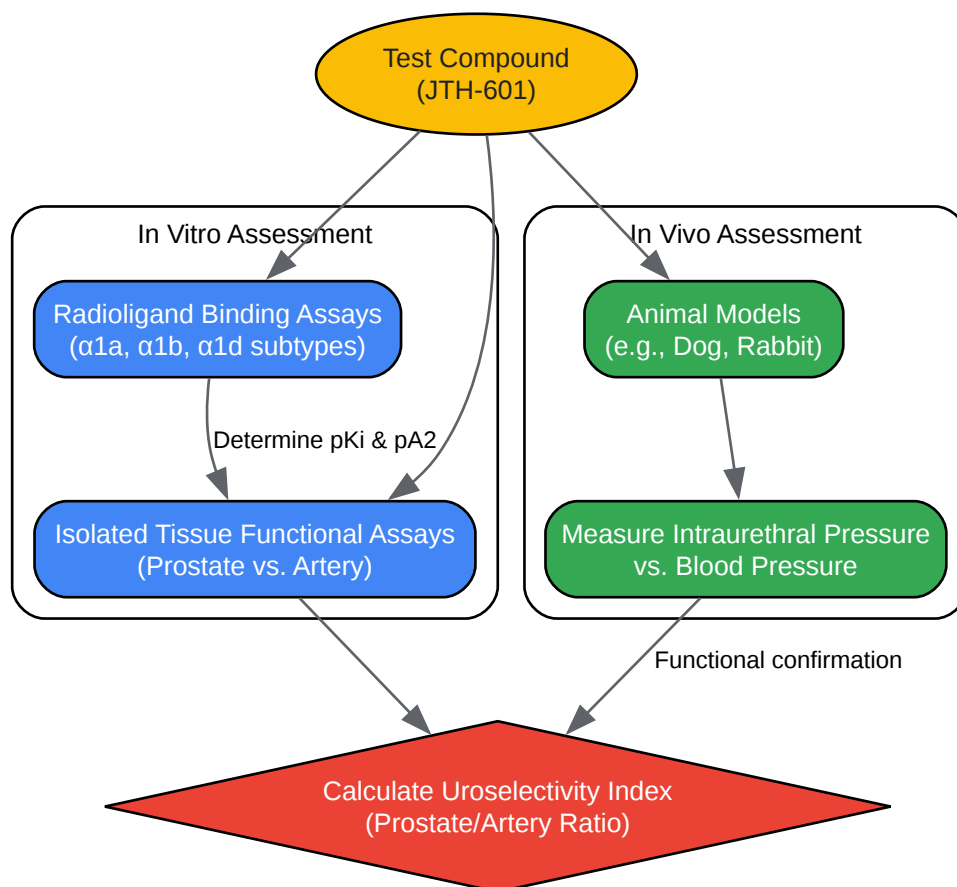 Test Compound
(JTH-601)
In Vitro Assessment
In Vivo Assessment
Radioligand Binding Assays
(α1a, α1b, α1d subtypes)
Animal Models
(e.g., Dog, Rabbit)
Determine pKi & pA2
Isolated Tissue Functional Assays
(Prostate vs. Artery)
Measure Intraurethral Pressure
vs. Blood Pressure
Functional confirmation
Calculate Uroselectivity Index
(Prostate/Artery Ratio)